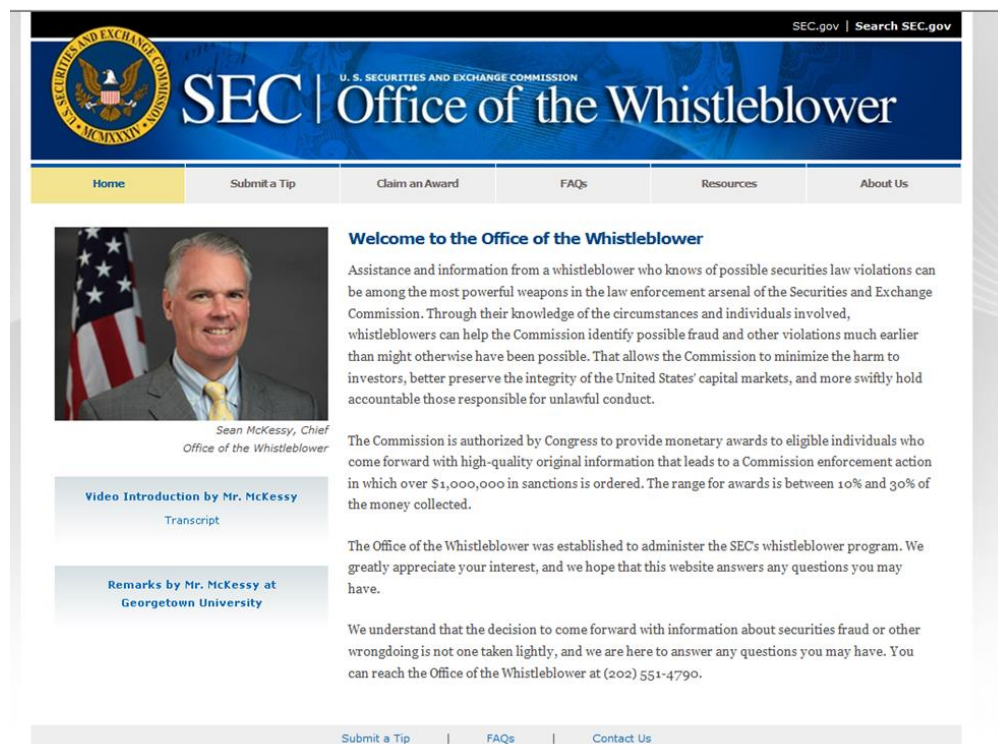 SEC.gov | Search SEC.gov
U.S. SECURITIES AND EXCHANGE COMMISSION
MCMXXXIV
SEC | U. S. SECURITIES AND EXCHANGE COMMISSION
Office of the Whistleblower
Home Submit a Tip Claim an Award FAQs Resources About Us
Sean McKessy, Chief
Office of the Whistleblower
Video Introduction by Mr. McKessy
Transcript
Remarks by Mr. McKessy at
Georgetown University
Welcome to the Office of the Whistleblower
Assistance and information from a whistleblower who knows of possible securities law violations can
be among the most powerful weapons in the law enforcement arsenal of the Securities and Exchange
Commission. Through their knowledge of the circumstances and individuals involved,
whistleblowers can help the Commission identify possible fraud and other violations much earlier
than might otherwise have been possible. That allows the Commission to minimize the harm to
investors, better preserve the integrity of the United States' capital markets, and more swiftly hold
accountable those responsible for unlawful conduct.
The Commission is authorized by Congress to provide monetary awards to eligible individuals who
come forward with high-quality original information that leads to a Commission enforcement action
in which over $1,000,000 in sanctions is ordered. The range for awards is between 10% and 30% of
the money collected.
The Office of the Whistleblower was established to administer the SEC's whistleblower program. We
greatly appreciate your interest, and we hope that this website answers any questions you may
have.
We understand that the decision to come forward with information about securities fraud or other
wrongdoing is not one taken lightly, and we are here to answer any questions you may have. You
can reach the Office of the Whistleblower at (202) 551-4790.
Submit a Tip | FAQs | Contact Us